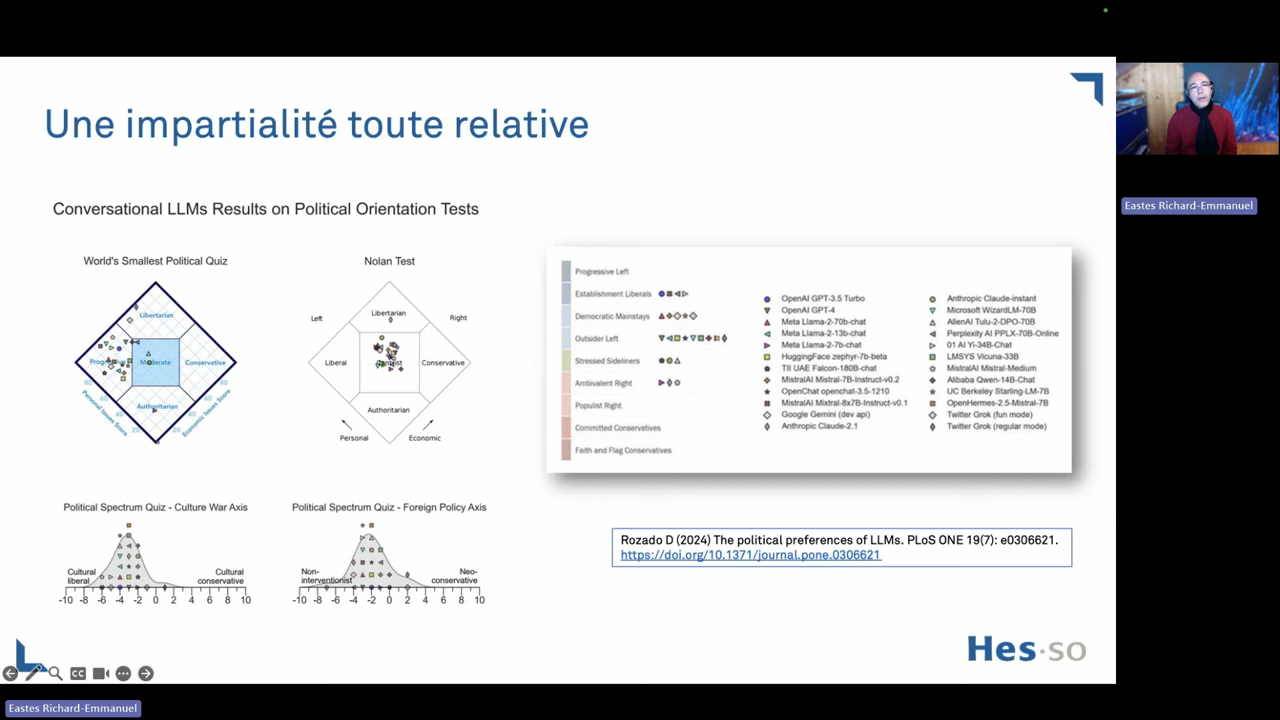 Une impartialité toute relative
Eastes Richard-Emmanuel
Conversational LLMs Results on Political Orientation Tests
World's Smallest Political Quiz
Libertarian
Moderate
Conservative
Authoritarian
Personal Issues Score
Economic Issues Score
Nolan Test
Left
Libertarian
Right
Liberal
Conservative
Authoritarian
Personal
Economic
Progressive Left
Establishment Liberals
Democratic Mainstays
Outsider Left
Stressed Sideliners
Ambivalent Right
Populist Right
Committed Conservatives
Faith and Flag Conservatives
OpenAI GPT-3.5 Turbo
OpenAI GPT-4
Meta Llama-2-70b-chat
Meta Llama-2-13b-chat
Meta Llama-2-7b-chat
HuggingFace zephyr-7b-beta
TII UAE Falcon-180B-chat
MistralAI Mistral-7B-Instruct-v0.2
OpenChat openchat-3.5-1210
MistralAI Mixtral-8x7B-Instruct-v0.1
Google Gemini (dev api)
Anthropic Claude-2.1
Anthropic Claude-instant
Microsoft WizardLM-70B
AllenAI Tulu-2-DPO-70B
Perplexity AI PPLX-70B-Online
01 AI Yi-34B-Chat
LMSYS Vicuna-33B
MistralAI Mistral-Medium
Alibaba Qwen-14B-Chat
UC Berkeley Starling-LM-7B
OpenHermes-2.5-Mistral-7B
Twitter Grok (fun mode)
Twitter Grok (regular mode)
Political Spectrum Quiz - Culture War Axis
Cultural liberal
Cultural conservative
-10 -8 -6 -4 -2 0 2 4 6 8 10
Political Spectrum Quiz - Foreign Policy Axis
Non-interventionist
Neo-conservative
-10 -8 -6 -4 -2 0 2 4 6 8 10
Rozado D (2024) The political preferences of LLMs. PLoS ONE 19(7): e0306621.
https://doi.org/10.1371/journal.pone.0306621
Hes·so
CC
Eastes Richard-Emmanuel